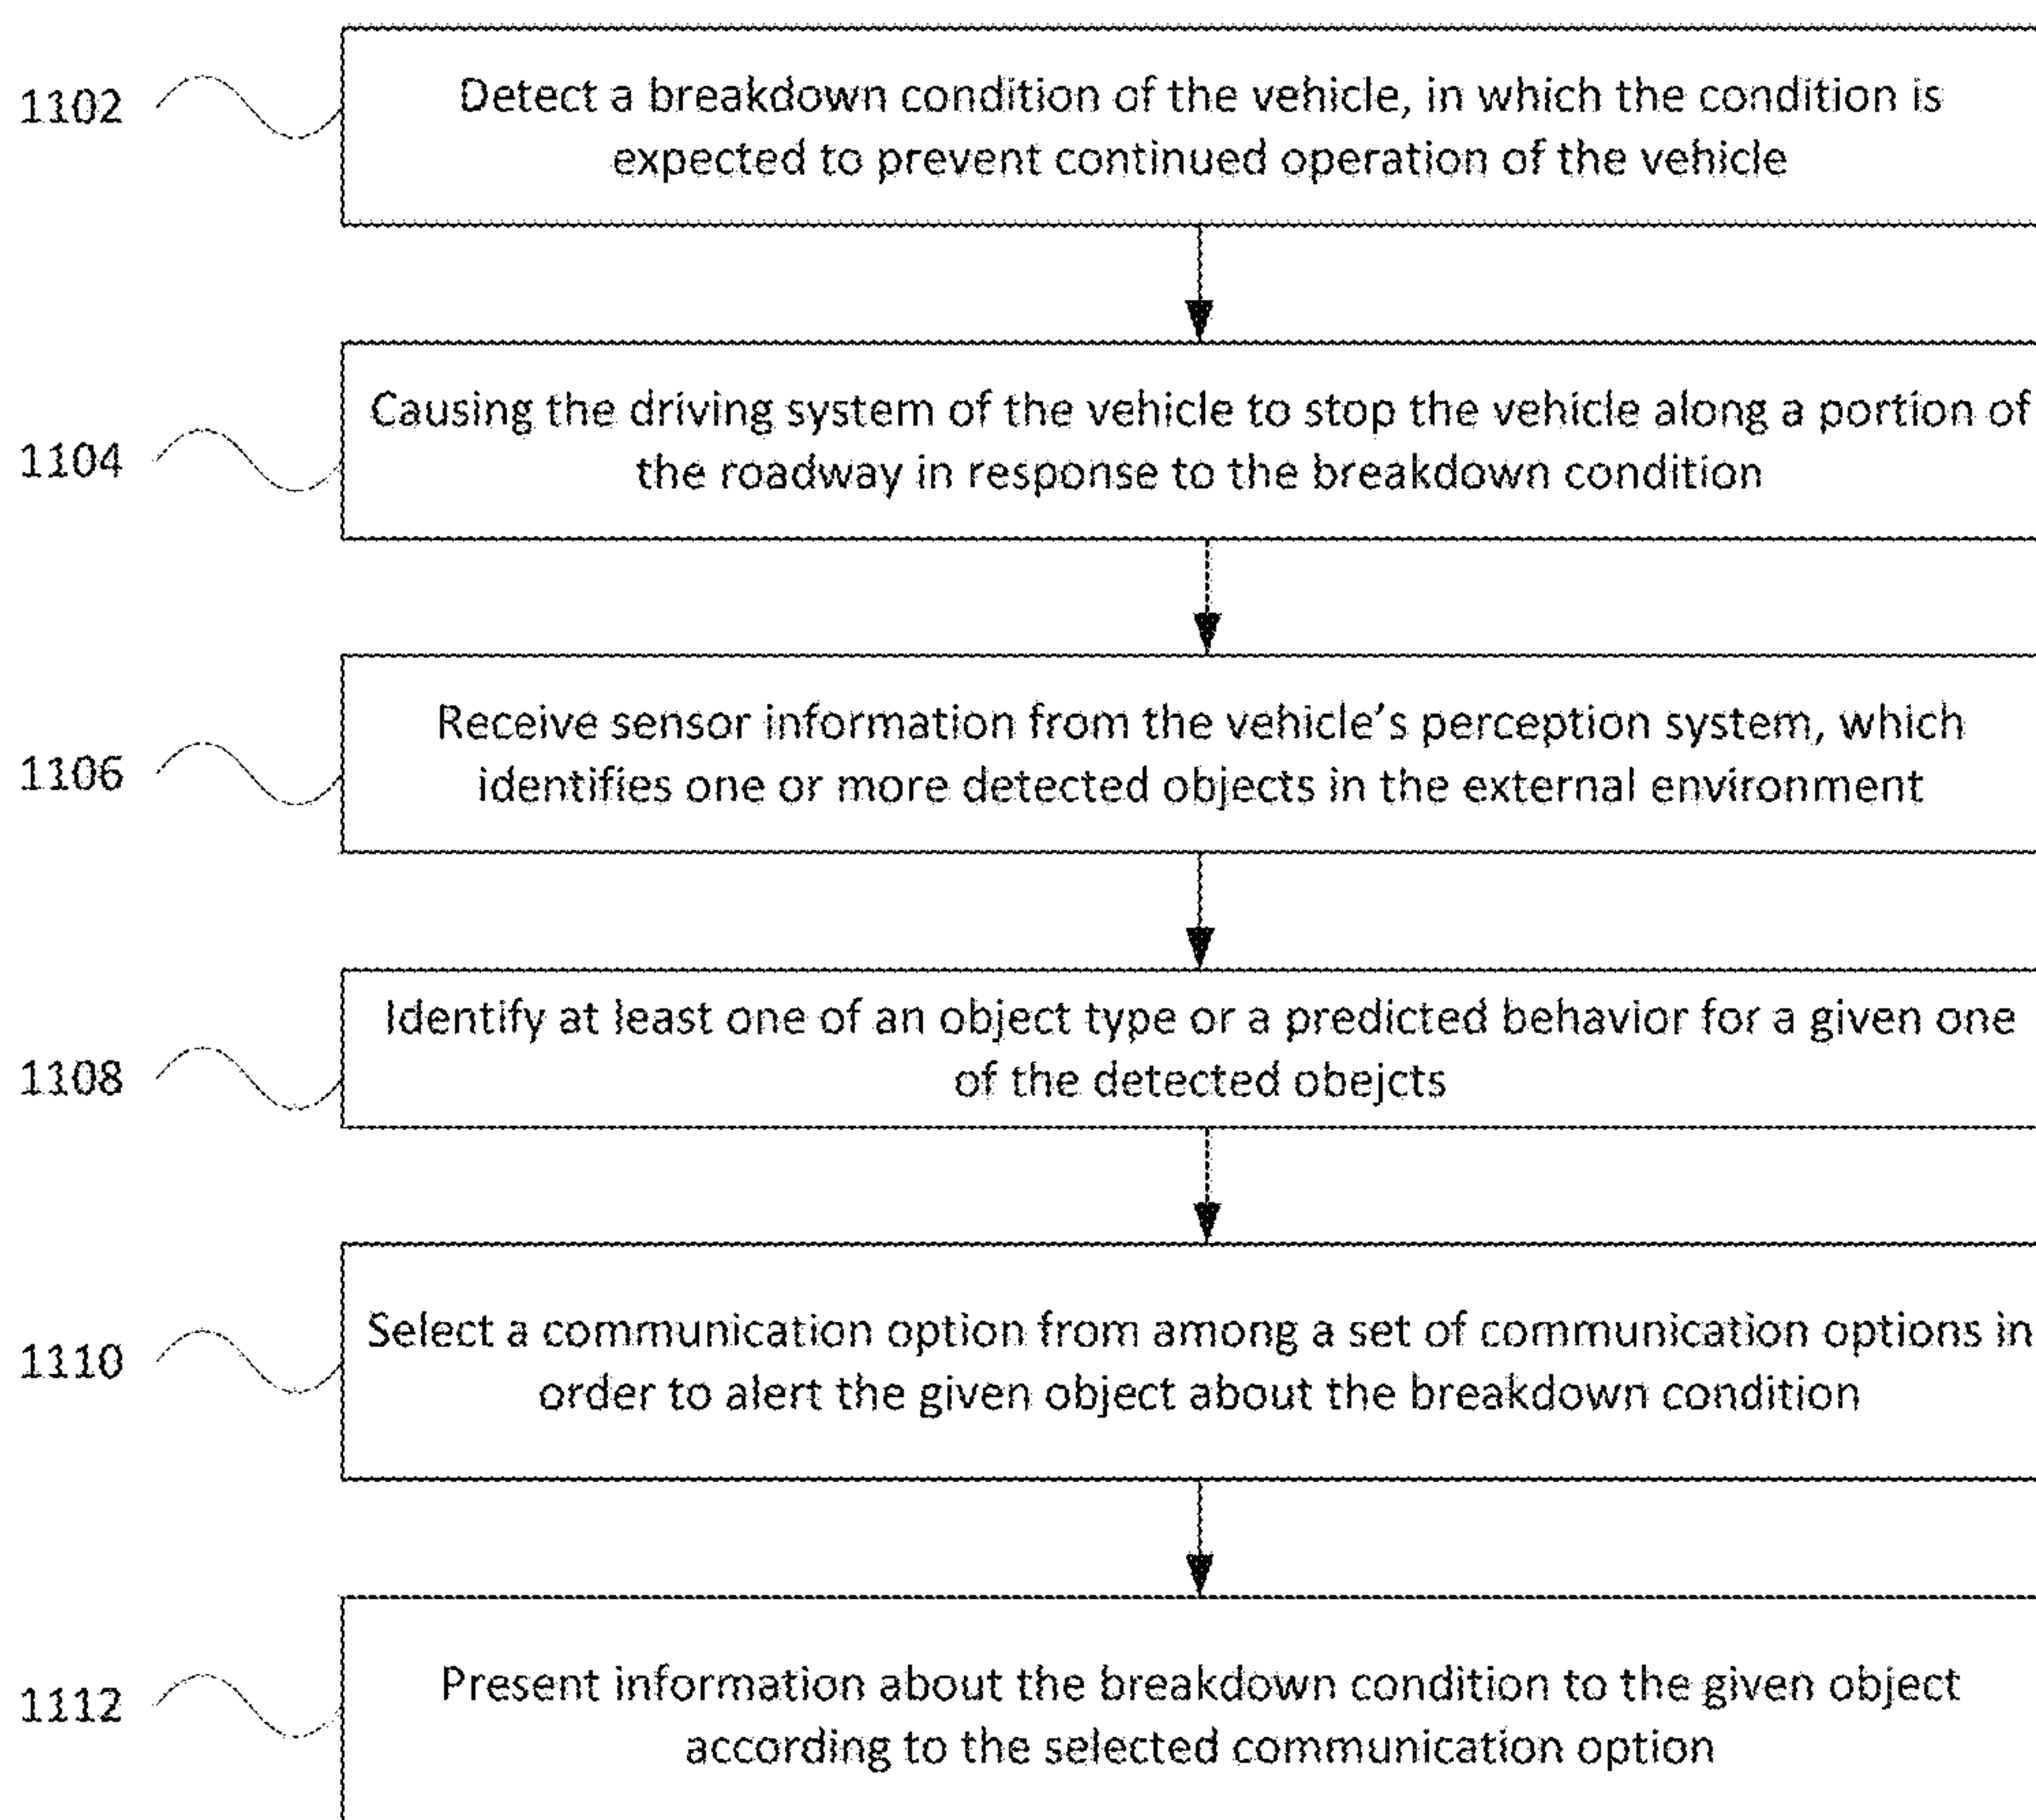 1102
Detect a breakdown condition of the vehicle, in which the condition is
expected to prevent continued operation of the vehicle
1104
Causing the driving system of the vehicle to stop the vehicle along a portion of
the roadway in response to the breakdown condition
1106
Receive sensor information from the vehicle’s perception system, which
identifies one or more detected objects in the external environment
1108
Identify at least one of an object type or a predicted behavior for a given one
of the detected obejcts
1110
Select a communication option from among a set of communication options in
order to alert the given object about the breakdown condition
1112
Present information about the breakdown condition to the given object
according to the selected communication option